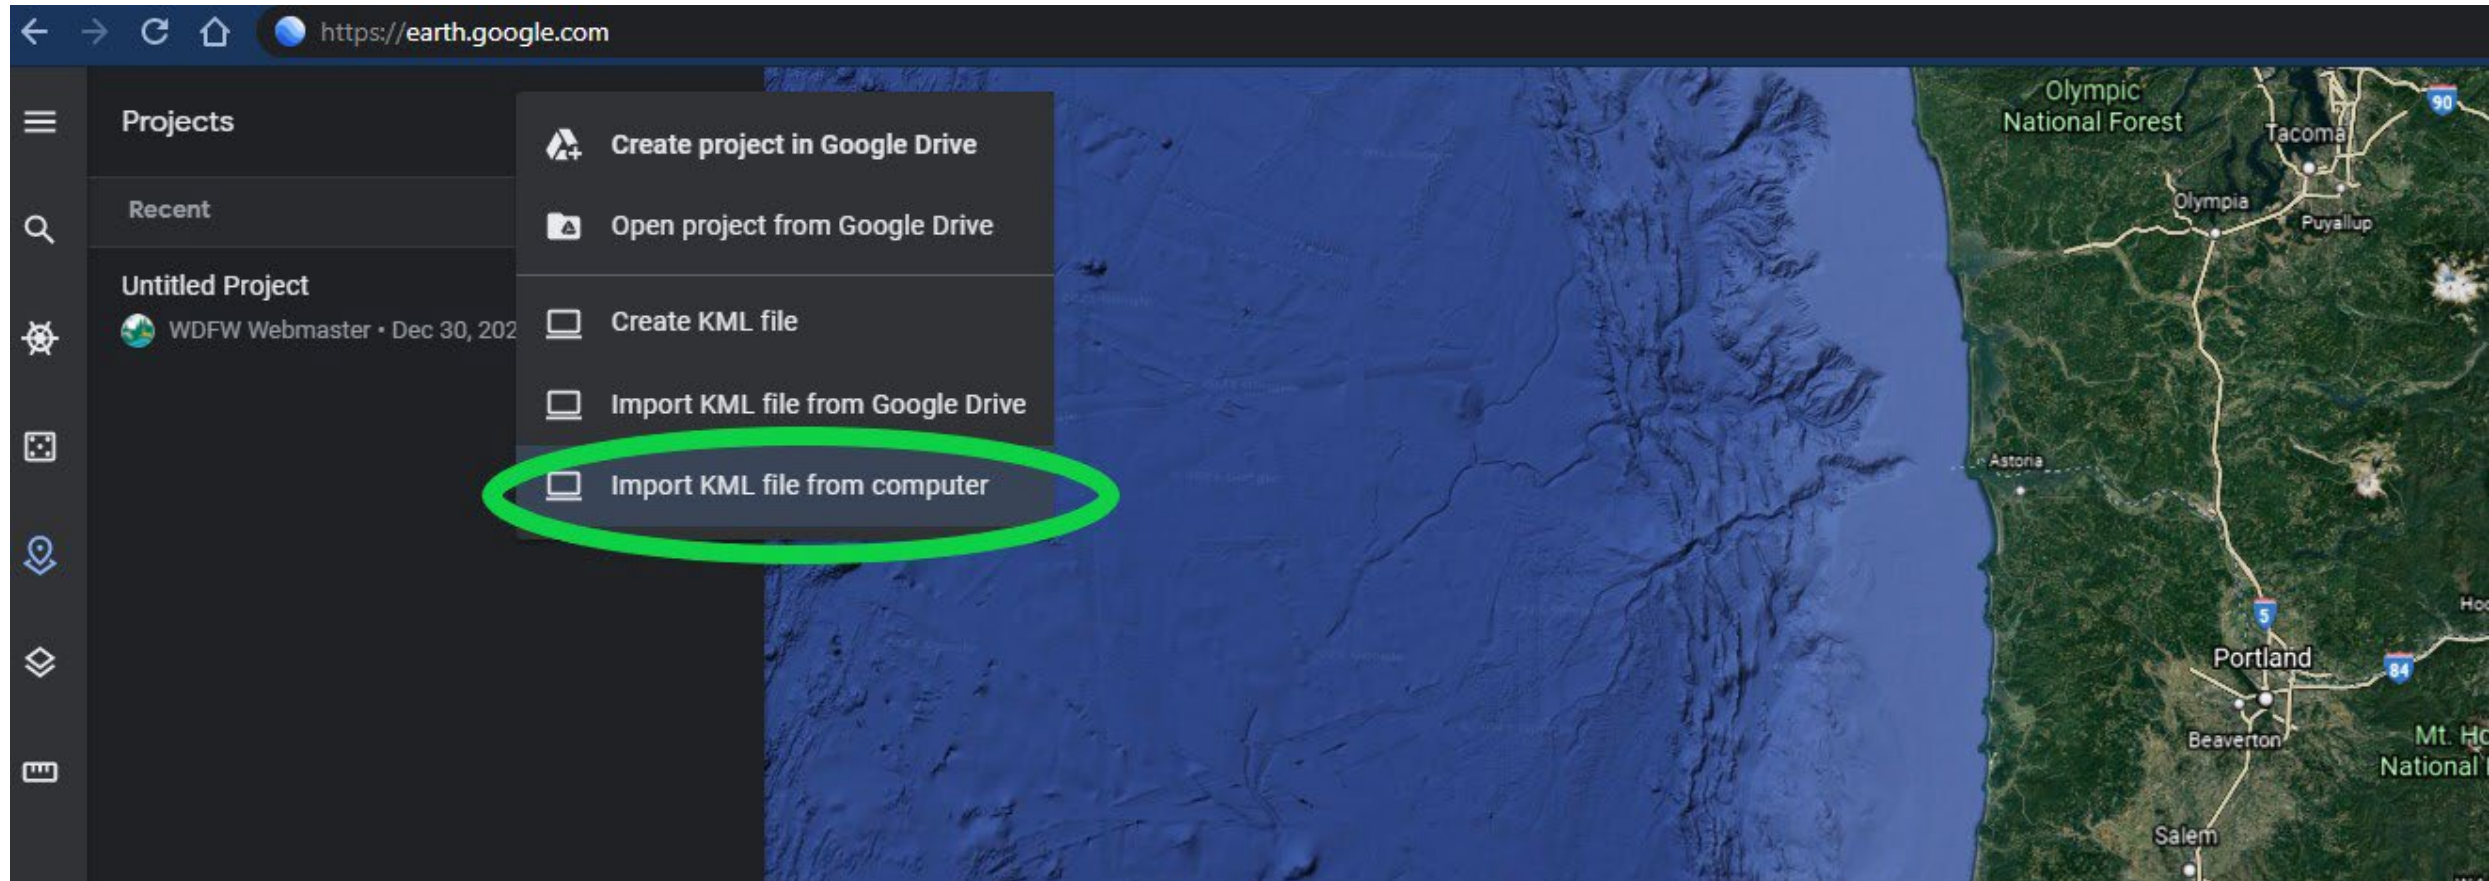 https://earth.google.com
Projects
Recent
Untitled Project
WDFW Webmaster • Dec 30, 202
Create project in Google Drive
Open project from Google Drive
Create KML file
Import KML file from Google Drive
Import KML file from computer
Olympic
National Forest
90
Tacoma
Olympia
Puyallup
Astoria
5
Portland
84
Beaverton
Mt. Ho
National
Salem